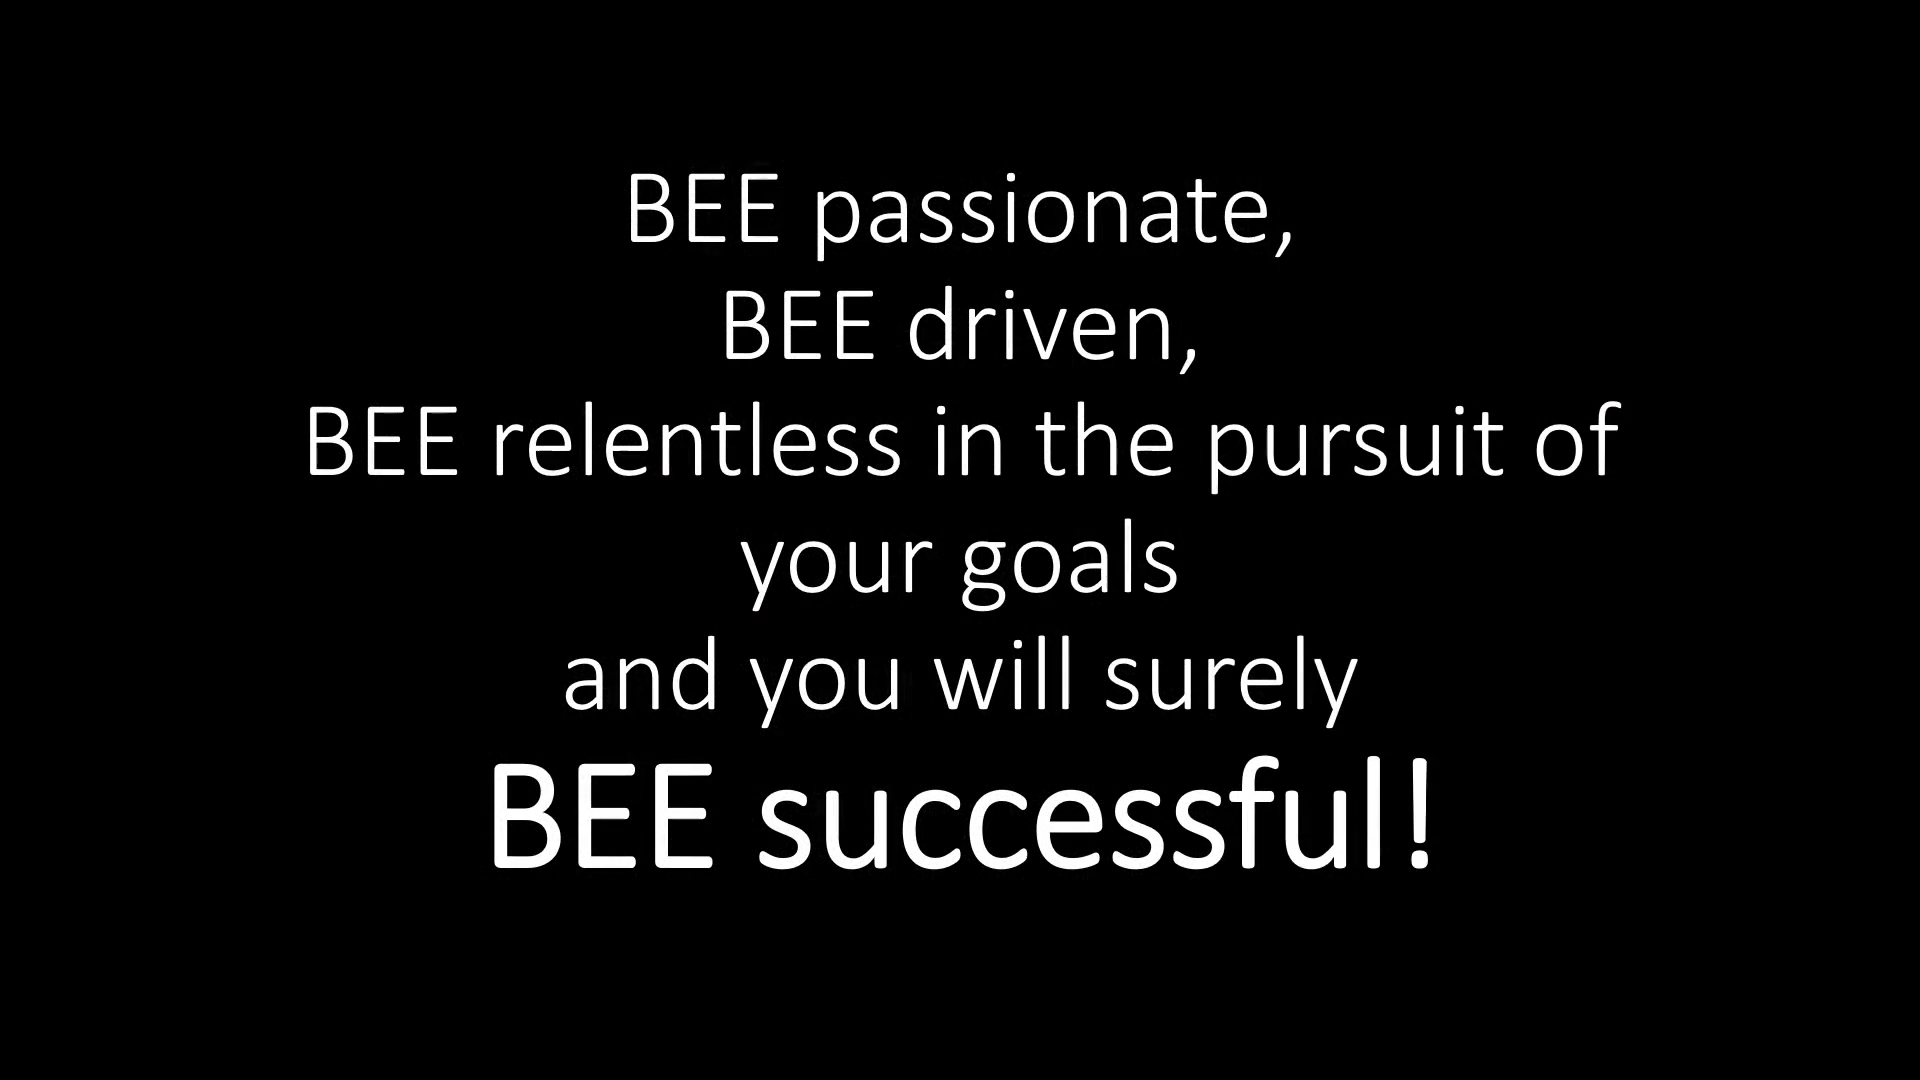 BEE passionate,
BEE driven,
BEE relentless in the pursuit of
your goals
and you will surely
BEE successful!